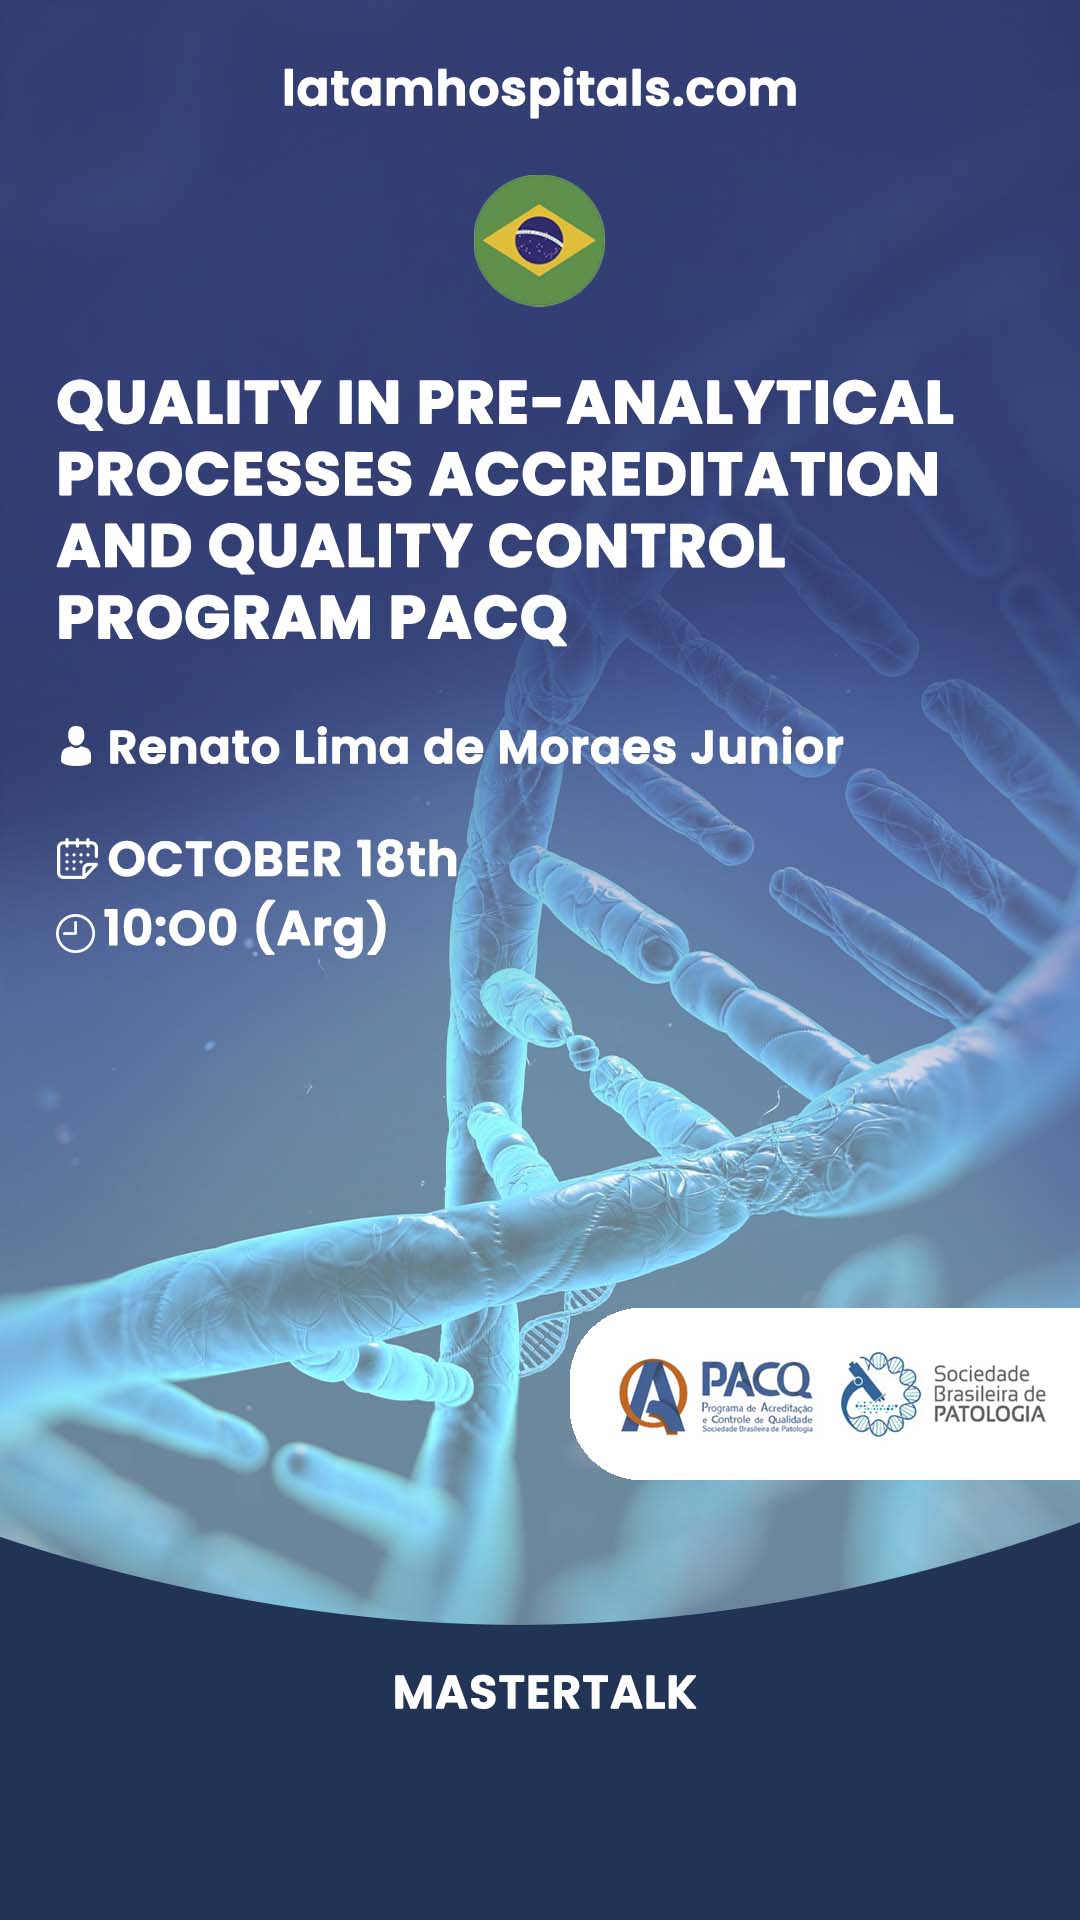 latamhospitals.com
QUALITY IN PRE-ANALYTICAL
PROCESSES ACCREDITATION
AND QUALITY CONTROL
PROGRAM PACQ
Renato Lima de Moraes Junior
OCTOBER 18th
10:O0 (Arg)
PACQ
Programa de Acreditação
e Controle de Qualidade
Sociedade Brasileira de Patologia
Sociedade
Brasileira de
PATOLOGIA
MASTERTALK